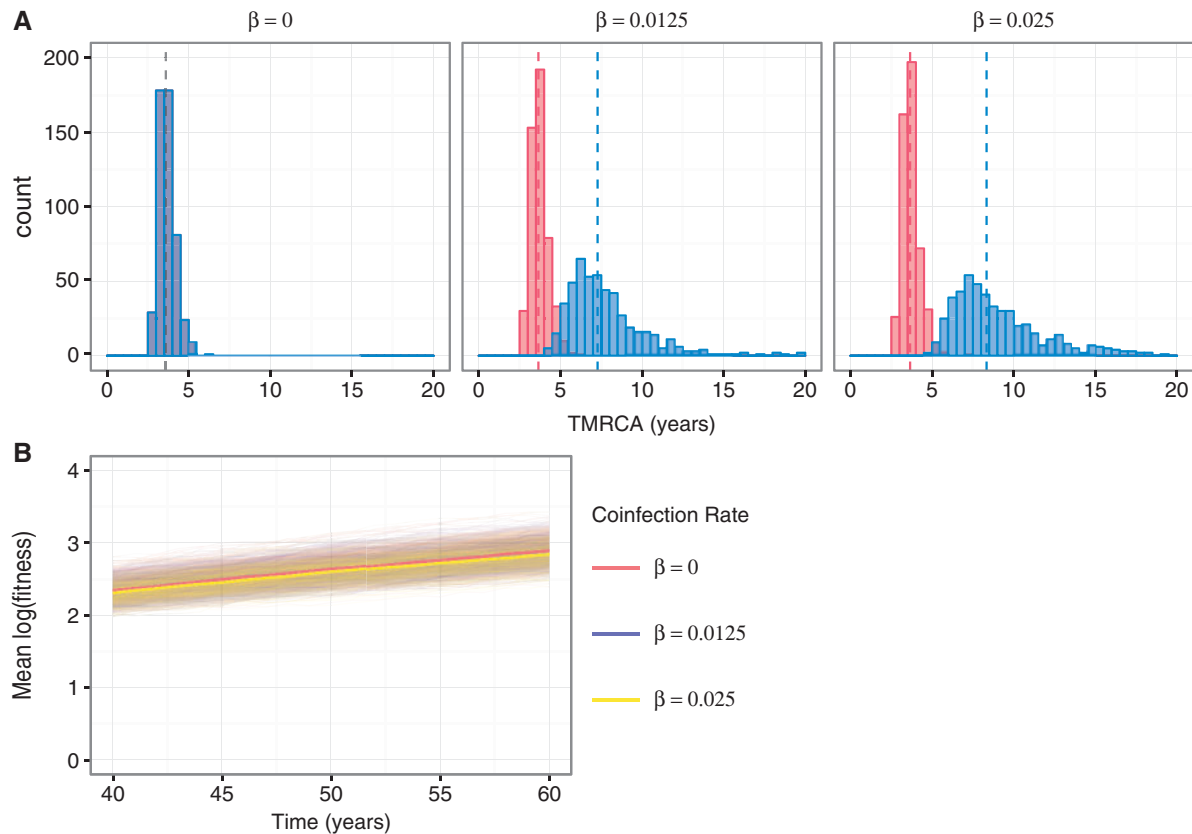 A
β = 0
β = 0.0125
β = 0.025
200
150
100
50
0
count
0 5 10 15 20
0 5 10 15 20
0 5 10 15 20
TMRCA (years)
B
4
3
2
1
0
Mean log(fitness)
40 45 50 55 60
Time (years)
Coinfection Rate
β = 0
β = 0.0125
β = 0.025